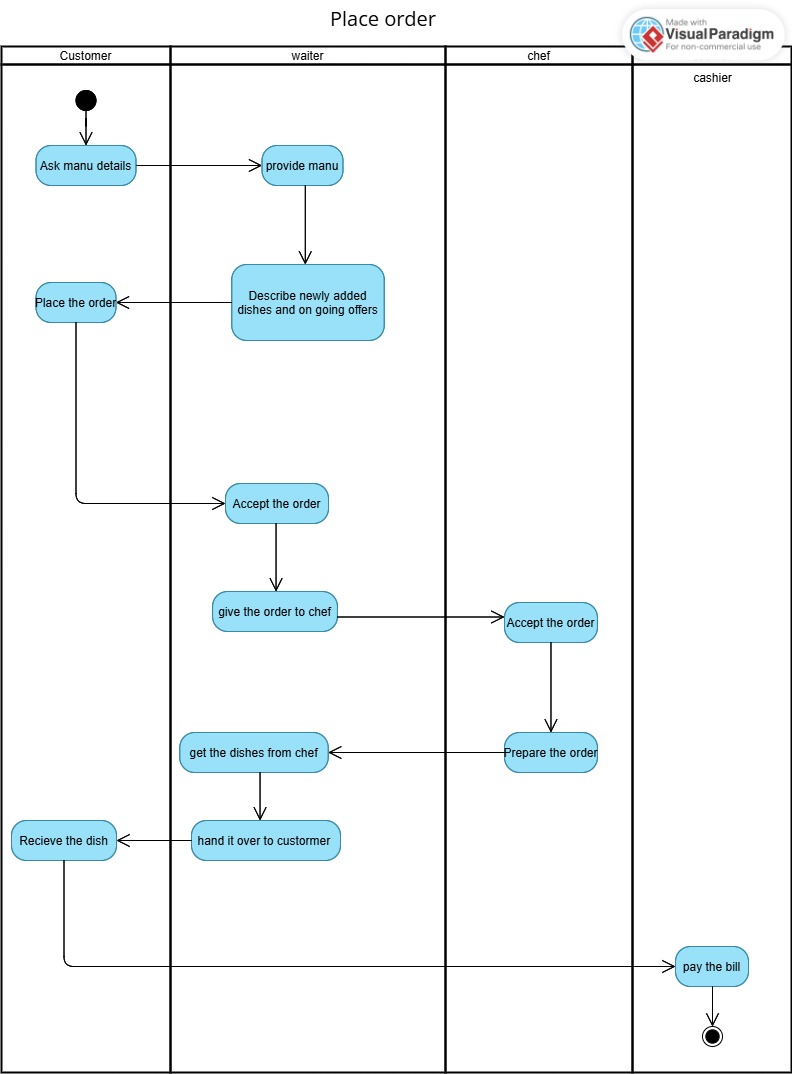 Place order
Made with
VisualParadigm
For non-commercial use
Customer
waiter
chef
cashier
Ask manu details
provide manu
Describe newly added
dishes and on going offers
Place the order
Accept the order
give the order to chef
Accept the order
Prepare the order
get the dishes from chef
hand it over to custormer
Recieve the dish
pay the bill